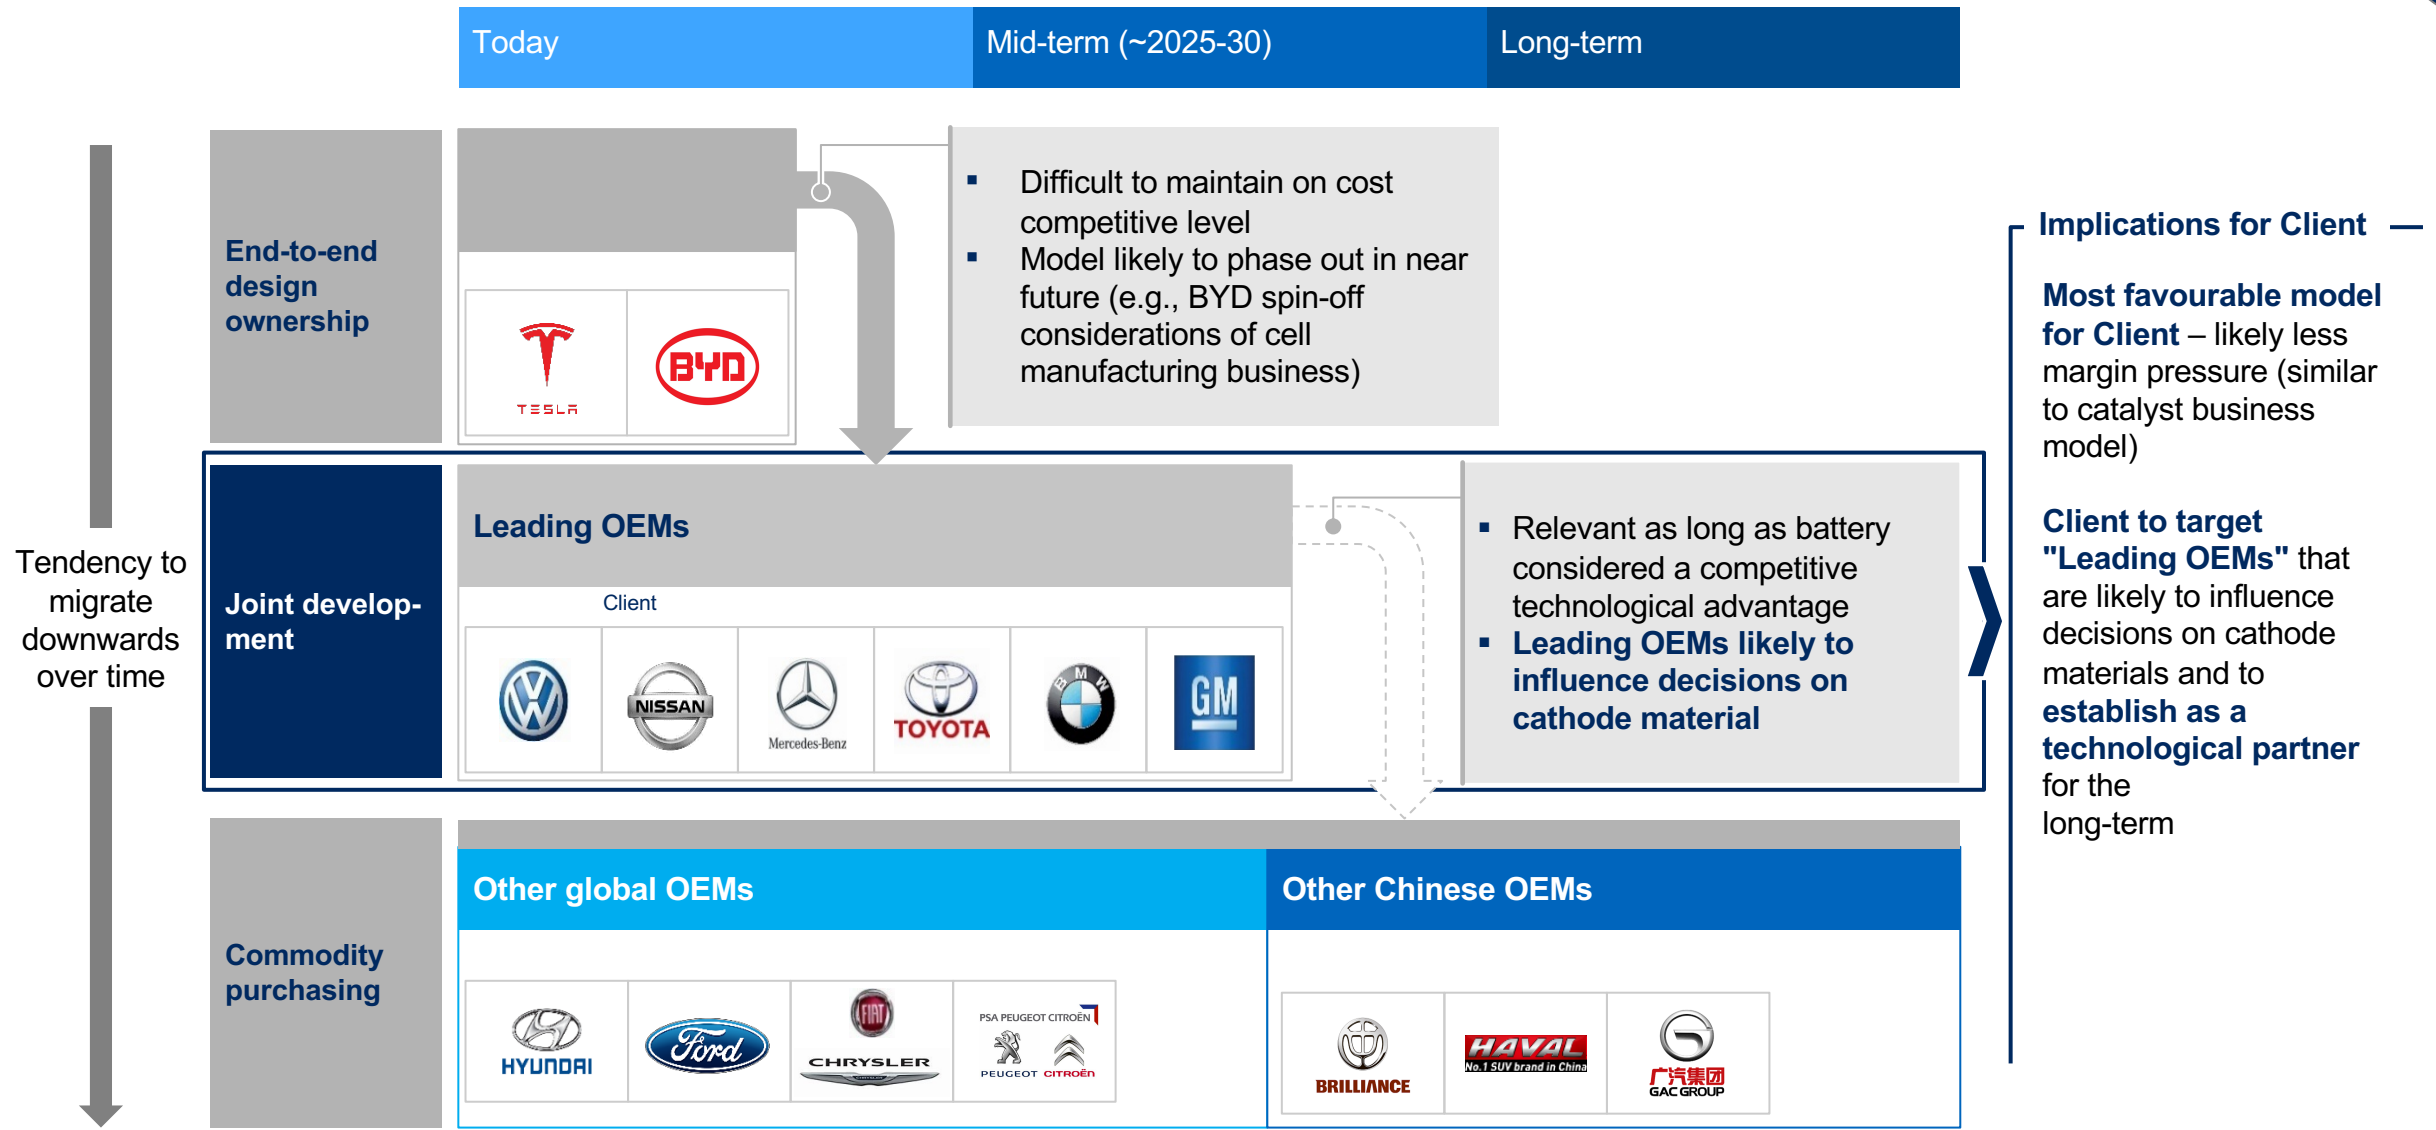 Today
Mid-term (~2025-30)
Long-term
Tendency to
migrate
downwards
over time
End-to-end
design
ownership
TESLA
BYD
▪ Difficult to maintain on cost
competitive level
▪ Model likely to phase out in near
future (e.g., BYD spin-off
considerations of cell
manufacturing business)
Joint develop-
ment
Leading OEMs
Client
NISSAN
Mercedes-Benz
TOYOTA
BMW
GM
▪ Relevant as long as battery
considered a competitive
technological advantage
▪ Leading OEMs likely to
influence decisions on
cathode material
Commodity
purchasing
Other global OEMs
HYUNDAI
Ford
FIAT
CHRYSLER
PSA PEUGEOT CITROËN
PEUGEOT CITROËN
Other Chinese OEMs
BRILLIANCE
HAVAL
No.1 SUV brand in China
广汽集团
GAC GROUP
Implications for Client
Most favourable model
for Client – likely less
margin pressure (similar
to catalyst business
model)
Client to target
"Leading OEMs" that
are likely to influence
decisions on cathode
materials and to
establish as a
technological partner
for the
long-term